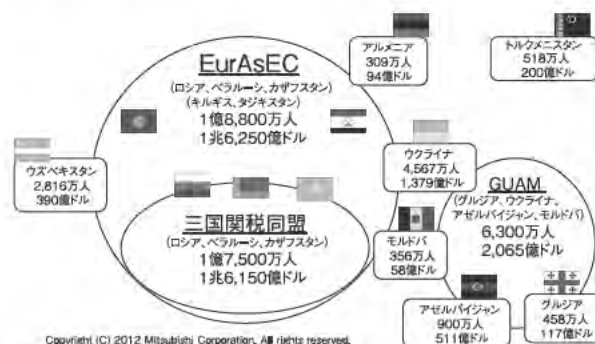 EurAsEC
(ロシア、ベラルーシ、カザフスタン)
(キルギス、タジキスタン)
1億8,800万人
1兆6,250億ドル
アルメニア
309万人
94億ドル
トルクメニスタン
518万人
200億ドル
ウズベキスタン
2,816万人
390億ドル
三国関税同盟
(ロシア、ベラルーシ、カザフスタン)
1億7,500万人
1兆6,150億ドル
ウクライナ
4,567万人
1,379億ドル
GUAM
(グルジア、ウクライナ、
アゼルバイジャン、モルドバ)
6,300万人
2,065億ドル
モルドバ
356万人
58億ドル
アゼルバイジャン
900万人
511億ドル
グルジア
458万人
117億ドル
Copyright (C) 2012 Mitsubishi Corporation. All rights reserved.